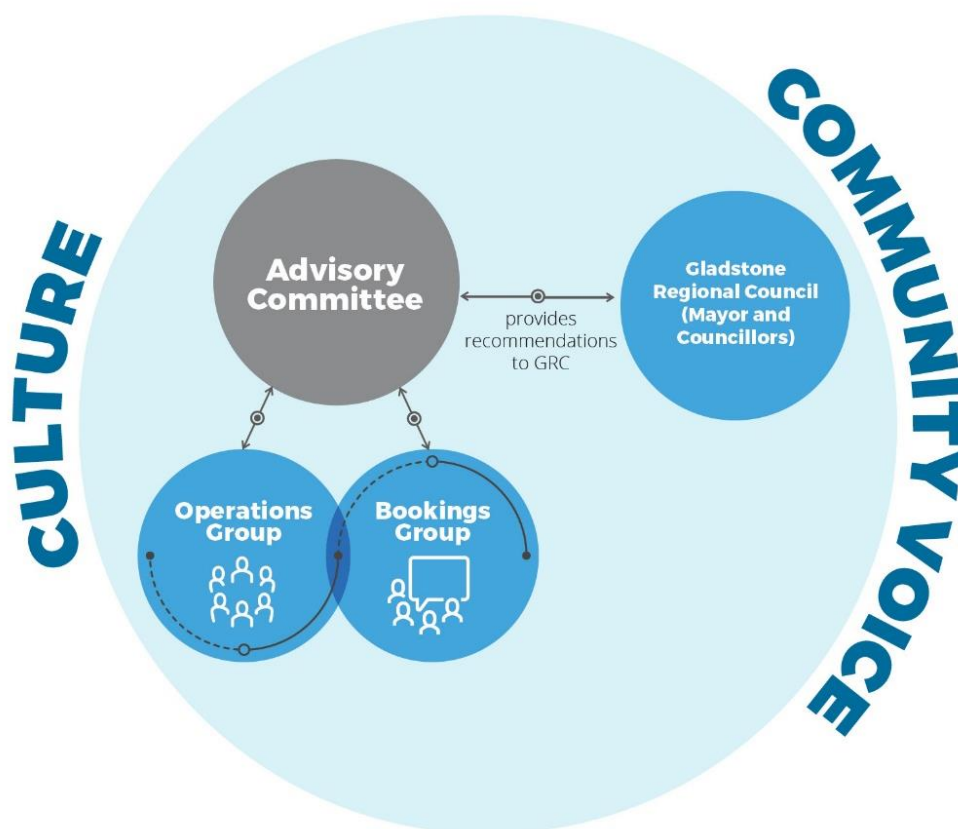 CULTURE
COMMUNITY VOICE
Advisory
Committee
provides
recommendations
to GRC
Gladstone
Regional Council
(Mayor and
Councillors)
Operations
Group
Bookings
Group